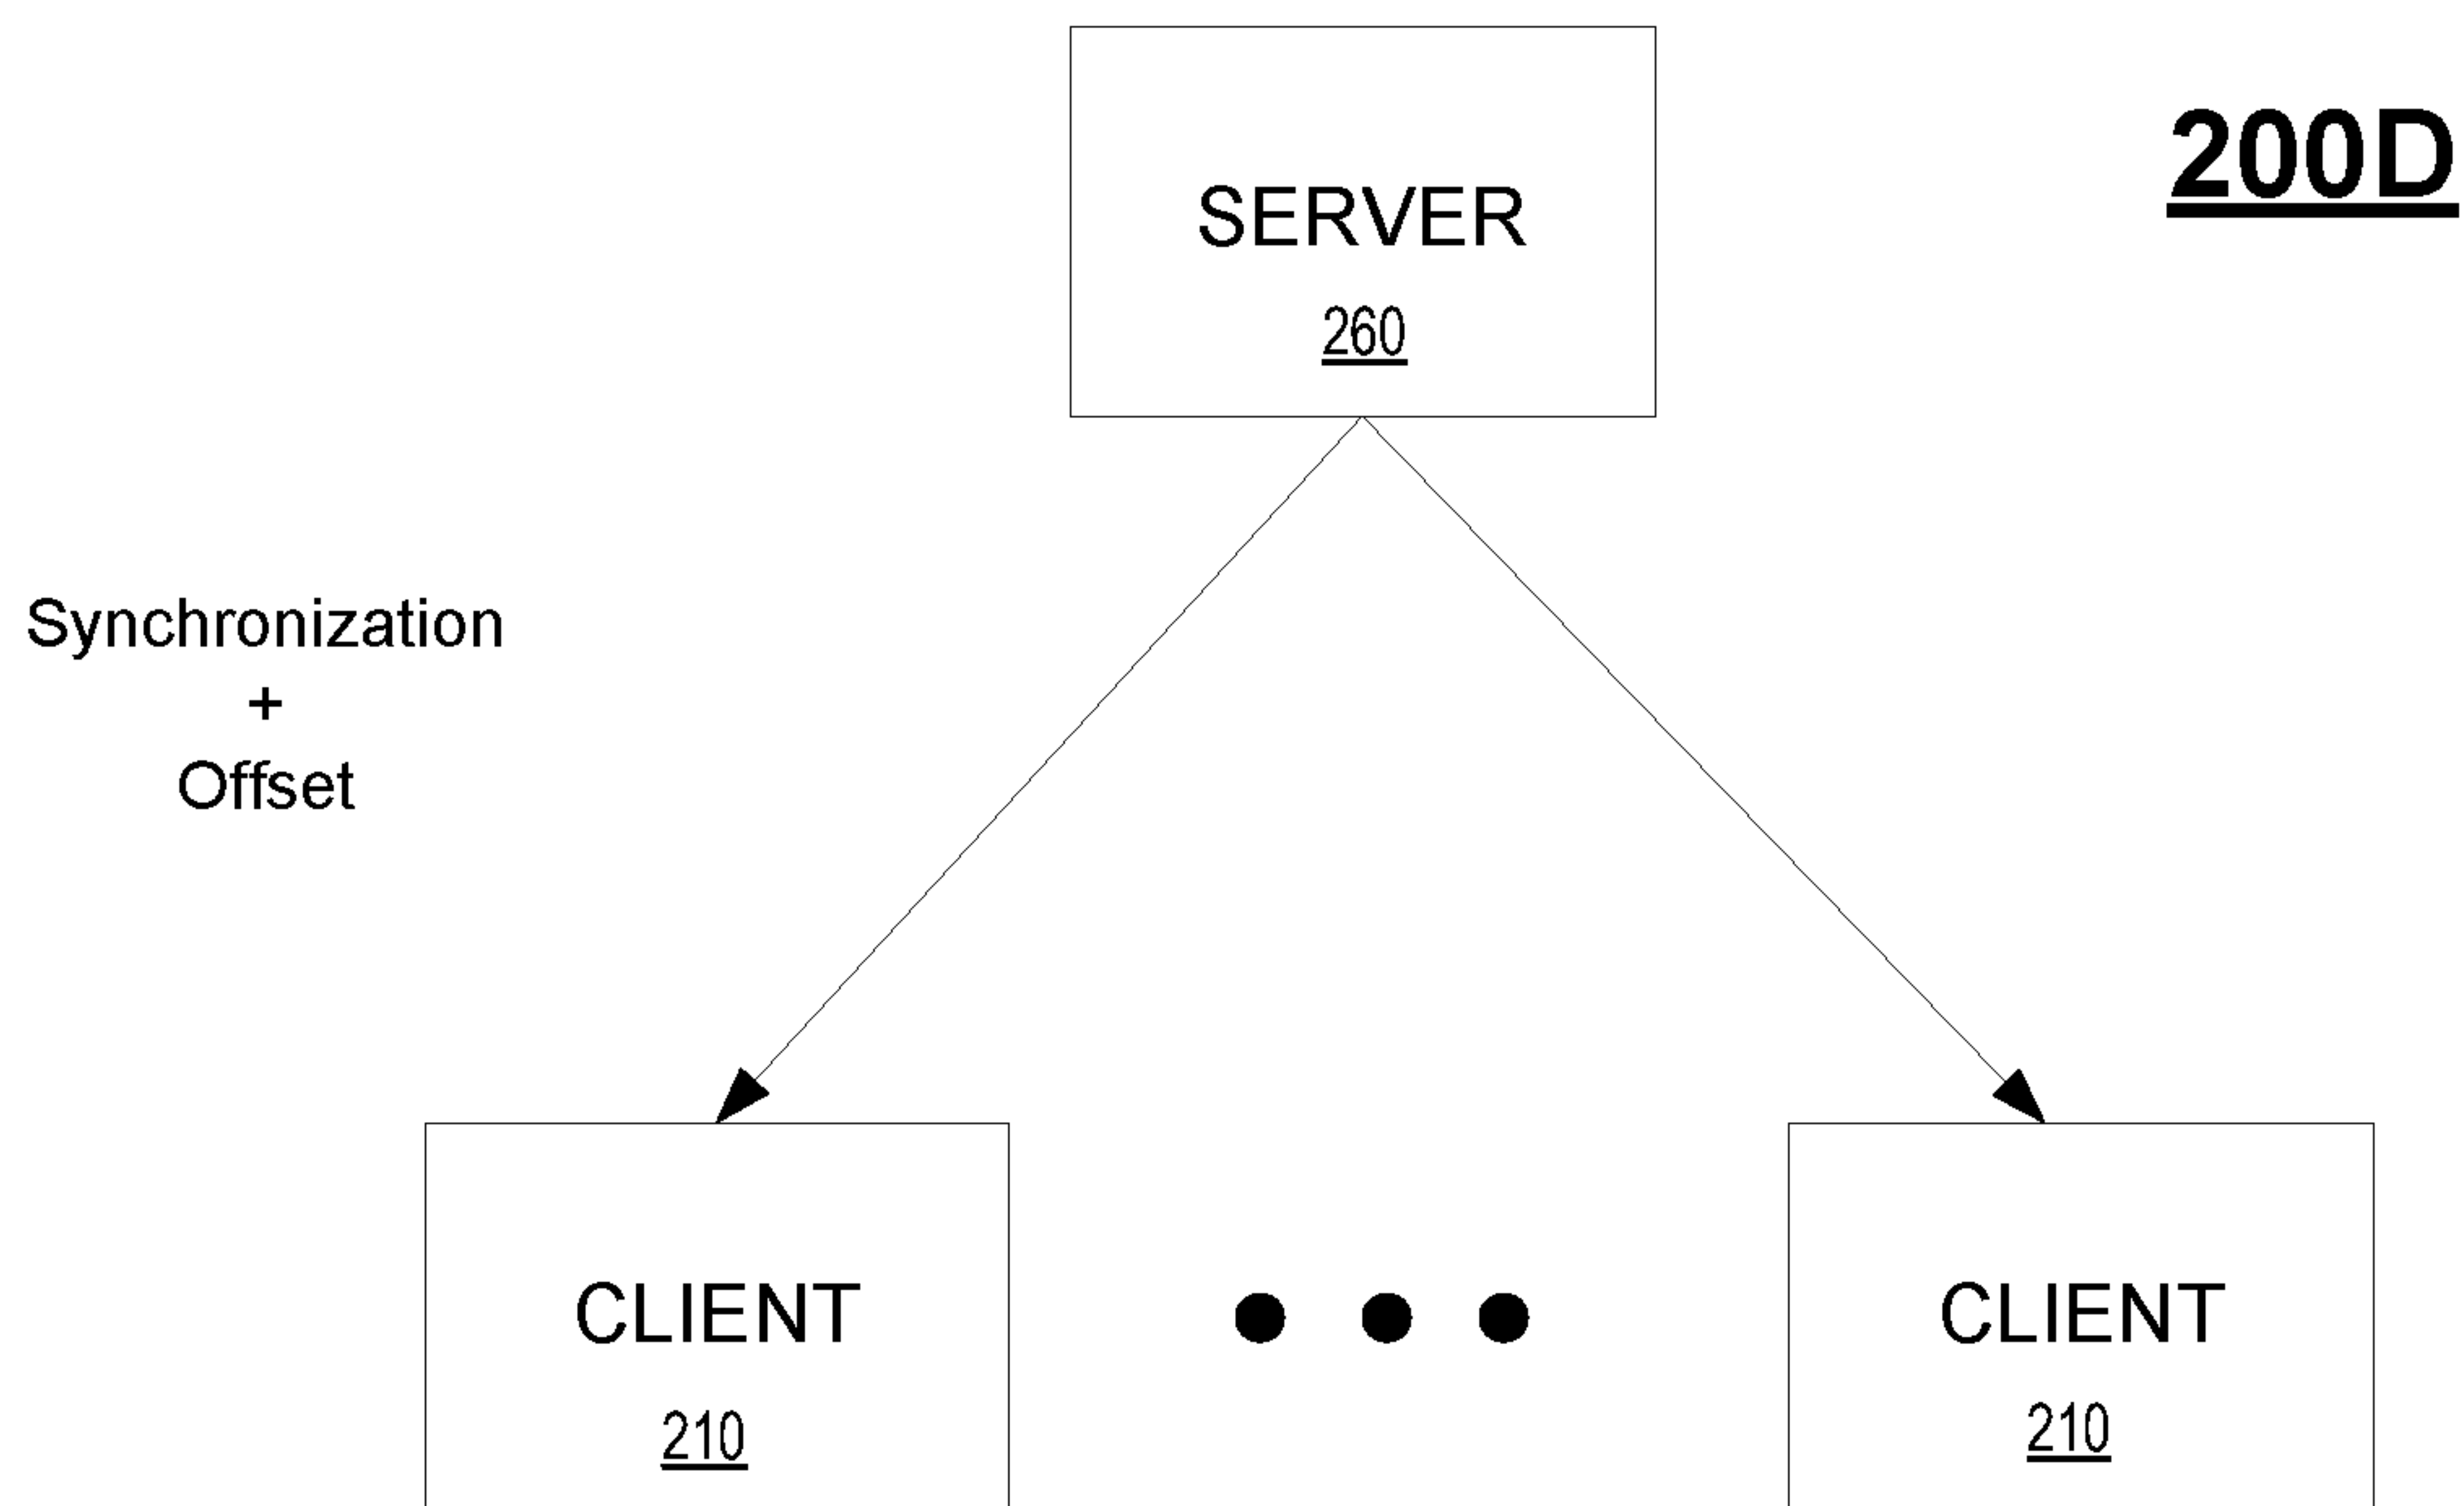 200D
SERVER
260
Synchronization
+
Offset
CLIENT
210
CLIENT
210